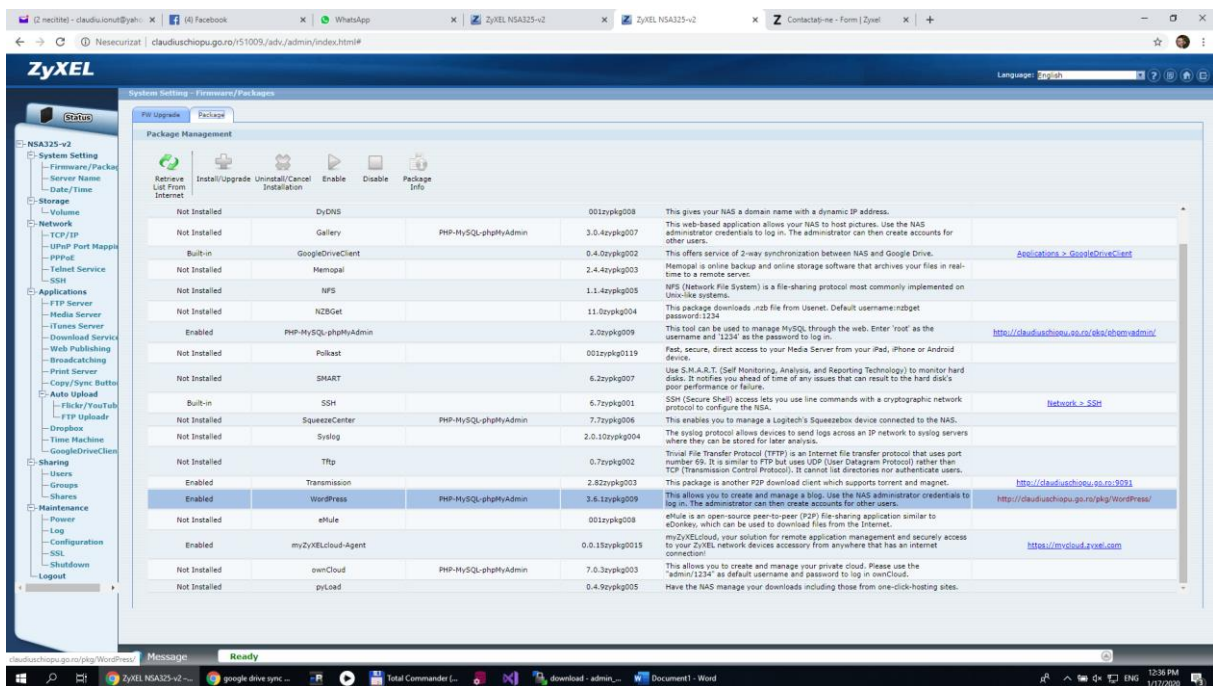 (2 necitite) - claudiu.ionut@yah
(4) Facebook
WhatsApp
ZyXEL NSA325-v2
ZyXEL NSA325-v2
Contactați-ne - Form | Zyxel
Nesecurizat | claudiuschiopu.go.ro/r51009,/adv,/admin/index.html#
ZyXEL
Language: English
System Setting - Firmware/Packages
Status
FW Upgrade
Package
Package Management
Retrieve List From Internet
Install/Upgrade
Uninstall/Cancel Installation
Enable
Disable
Package Info
NSA325-v2
System Setting
Firmware/Packag
Server Name
Date/Time
Storage
Volume
Network
TCP/IP
UPnP Port Mappin
PPPoE
Telnet Service
SSH
Applications
FTP Server
Media Server
iTunes Server
Download Service
Web Publishing
Broadcatching
Print Server
Copy/Sync Butto
Auto Upload
Flickr/YouTub
FTP Uploadr
Dropbox
Time Machine
GoogleDriveClien
Sharing
Users
Groups
Shares
Maintenance
Power
Log
Configuration
SSL
Shutdown
Logout
Not Installed DyDNS 001zypkg008 This gives your NAS a domain name with a dynamic IP address.
Not Installed Gallery PHP-MySQL-phpMyAdmin 3.0.4zypkg007 This web-based application allows your NAS to host pictures. Use the NAS
administrator credentials to log in. The administrator can then create accounts for
other users.
Built-in GoogleDriveClient 0.4.0zypkg002 This offers service of 2-way synchronization between NAS and Google Drive. Applications > GoogleDriveClient
Not Installed Memopal 2.4.4zypkg003 Memopal is online backup and online storage software that archives your files in real-
time to a remote server.
Not Installed NFS 1.1.4zypkg005 NFS (Network File System) is a file-sharing protocol most commonly implemented on
Unix-like systems.
Not Installed NZBGet 11.0zypkg004 This package downloads .nzb file from Usenet. Default username:nzbget
password:1234
Enabled PHP-MySQL-phpMyAdmin 2.0zypkg009 This tool can be used to manage MySQL through the web. Enter 'root' as the
username and '1234' as the password to log in. http://claudiuschiopu.go.ro/pkg/phpmyadmin/
Not Installed Polkast 001zypkg0119 Fast, secure, direct access to your Media Server from your iPad, iPhone or Android
device.
Not Installed SMART 6.2zypkg007 Use S.M.A.R.T. (Self Monitoring, Analysis, and Reporting Technology) to monitor hard
disks. It notifies you ahead of time of any issues that can result to the hard disk's
poor performance or failure.
Built-in SSH 6.7zypkg001 SSH (Secure Shell) access lets you use line commands with a cryptographic network
protocol to configure the NSA. Network > SSH
Not Installed SqueezeCenter PHP-MySQL-phpMyAdmin 7.7zypkg006 This enables you to manage a Logitech's Squeezebox device connected to the NAS.
Not Installed Syslog 2.0.10zypkg004 The syslog protocol allows devices to send logs across an IP network to syslog servers
where they can be stored for later analysis.
Not Installed Tftp 0.7zypkg002 Trivial File Transfer Protocol (TFTP) is an Internet file transfer protocol that uses port
number 69. It is similar to FTP but uses UDP (User Datagram Protocol) rather than
TCP (Transmission Control Protocol). It cannot list directories nor authenticate users.
Enabled Transmission 2.82zypkg003 This package is another P2P download client which supports torrent and magnet. http://claudiuschiopu.go.ro:9091
Enabled WordPress PHP-MySQL-phpMyAdmin 3.6.1zypkg009 This allows you to create and manage a blog. Use the NAS administrator credentials to
log in. The administrator can then create accounts for other users. http://claudiuschiopu.go.ro/pkg/WordPress/
Not Installed eMule 001zypkg008 eMule is an open-source peer-to-peer (P2P) file-sharing application similar to
eDonkey, which can be used to download files from the Internet.
Enabled myZyXELcloud-Agent 0.0.15zypkg0015 myZyXELcloud, your solution for remote application management and securely access
to your ZyXEL network devices accessory from anywhere that has an internet
connection! https://mycloud.zyxel.com
Not Installed ownCloud PHP-MySQL-phpMyAdmin 7.0.3zypkg003 This allows you to create and manage your private cloud. Please use the
"admin/1234" as default username and password to log in ownCloud.
Not Installed pyLoad 0.4.9zypkg005 Have the NAS manage your downloads including those from one-click-hosting sites.
claudiuschiopu.go.ro/pkg/WordPress/
Message Ready
ZyXEL NSA325-v2 –...
google drive sync ...
Total Commander (...
download - admin_...
Document1 - Word
ENG
12:36 PM
1/17/2020